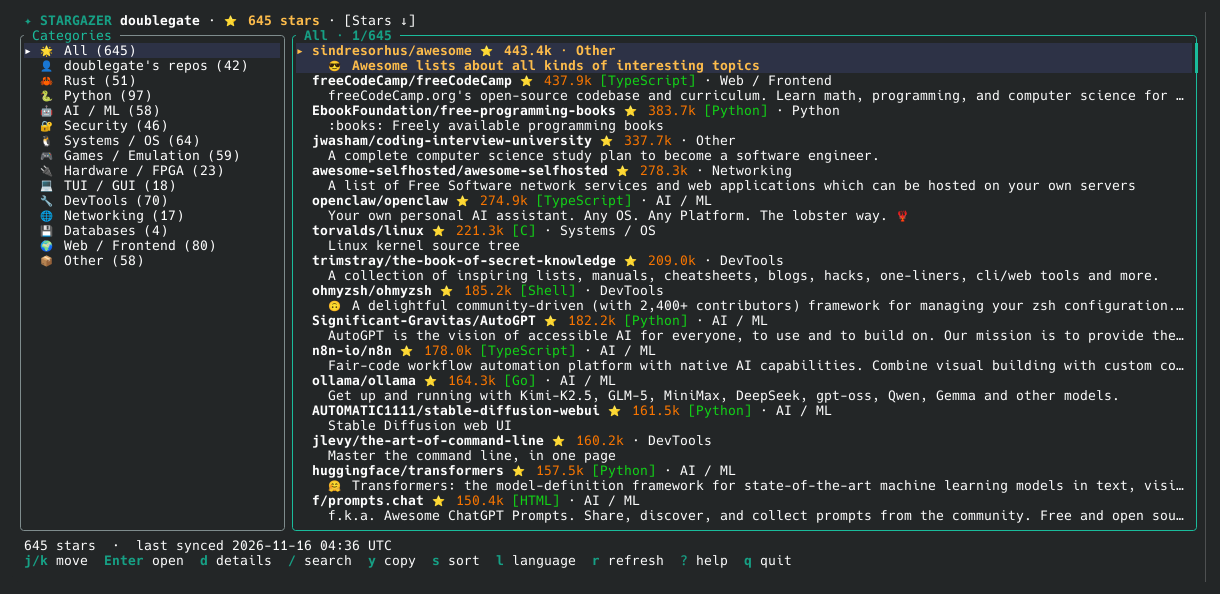 ✦ STARGAZER doublegate · ⭐ 645 stars · [Stars ↓]
Categories
▸ 🌟 All (645)
👤 doublegate's repos (42)
🦀 Rust (51)
🐍 Python (97)
🤖 AI / ML (58)
🔐 Security (46)
🐧 Systems / OS (64)
🎮 Games / Emulation (59)
🔌 Hardware / FPGA (23)
💻 TUI / GUI (18)
🔧 DevTools (70)
🌐 Networking (17)
💾 Databases (4)
🌍 Web / Frontend (80)
📦 Other (58)
All · 1/645
▸ sindresorhus/awesome ⭐ 443.4k · Other
😎 Awesome lists about all kinds of interesting topics
freeCodeCamp/freeCodeCamp ⭐ 437.9k [TypeScript] · Web / Frontend
freeCodeCamp.org's open-source codebase and curriculum. Learn math, programming, and computer science for …
EbookFoundation/free-programming-books ⭐ 383.7k [Python] · Python
:books: Freely available programming books
jwasham/coding-interview-university ⭐ 337.7k · Other
A complete computer science study plan to become a software engineer.
awesome-selfhosted/awesome-selfhosted ⭐ 278.3k · Networking
A list of Free Software network services and web applications which can be hosted on your own servers
openclaw/openclaw ⭐ 274.9k [TypeScript] · AI / ML
Your own personal AI assistant. Any OS. Any Platform. The lobster way. 🦞
torvalds/linux ⭐ 221.3k [C] · Systems / OS
Linux kernel source tree
trimstray/the-book-of-secret-knowledge ⭐ 209.0k · DevTools
A collection of inspiring lists, manuals, cheatsheets, blogs, hacks, one-liners, cli/web tools and more.
ohmyzsh/ohmyzsh ⭐ 185.2k [Shell] · DevTools
🙃 A delightful community-driven (with 2,400+ contributors) framework for managing your zsh configuration.…
Significant-Gravitas/AutoGPT ⭐ 182.2k [Python] · AI / ML
AutoGPT is the vision of accessible AI for everyone, to use and to build on. Our mission is to provide the…
n8n-io/n8n ⭐ 178.0k [TypeScript] · AI / ML
Fair-code workflow automation platform with native AI capabilities. Combine visual building with custom co…
ollama/ollama ⭐ 164.3k [Go] · AI / ML
Get up and running with Kimi-K2.5, GLM-5, MiniMax, DeepSeek, gpt-oss, Qwen, Gemma and other models.
AUTOMATIC1111/stable-diffusion-webui ⭐ 161.5k [Python] · AI / ML
Stable Diffusion web UI
jlevy/the-art-of-command-line ⭐ 160.2k · DevTools
Master the command line, in one page
huggingface/transformers ⭐ 157.5k [Python] · AI / ML
🤗 Transformers: the model-definition framework for state-of-the-art machine learning models in text, visi…
f/prompts.chat ⭐ 150.4k [HTML] · AI / ML
f.k.a. Awesome ChatGPT Prompts. Share, discover, and collect prompts from the community. Free and open sou…
645 stars · last synced 2026-11-16 04:36 UTC
j/k move Enter open d details / search y copy s sort l language r refresh ? help q quit